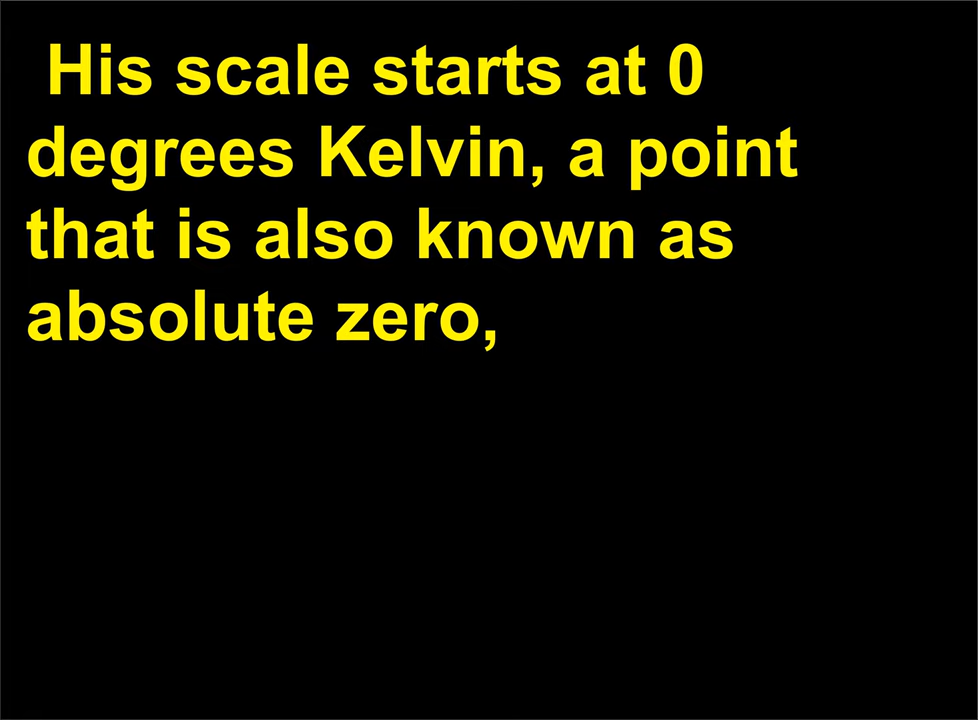 His scale starts at 0
degrees Kelvin, a point
that is also known as
absolute zero,